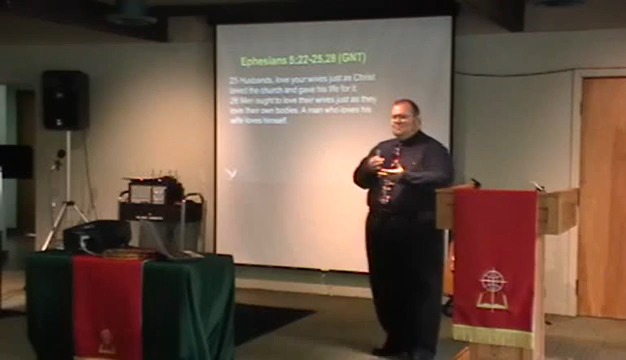 Ephesians 5:22-25,28 (GNT)
25 Husbands, love your wives just as Christ
loved the church and gave his life for it.
28 Men ought to love their wives just as they
love their own bodies. A man who loves his
wife loves himself.